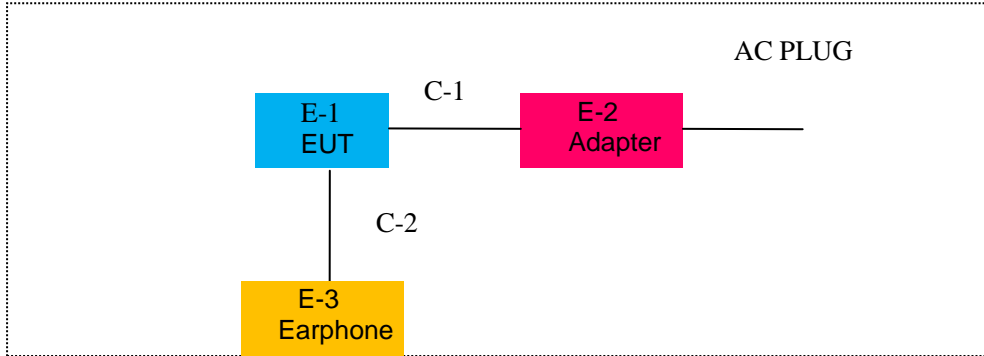 AC PLUG
C-1
E-1
EUT
E-2
Adapter
C-2
E-3
Earphone